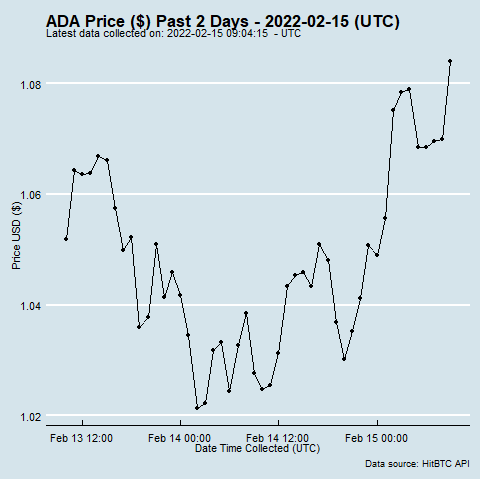 ADA Price ($) Past 2 Days - 2022-02-15 (UTC)
Latest data collected on: 2022-02-15 09:04:15 - UTC
1.08
1.06
1.04
1.02
Price USD ($)
Feb 13 12:00 Feb 14 00:00 Feb 14 12:00 Feb 15 00:00
Date Time Collected (UTC)
Data source: HitBTC API